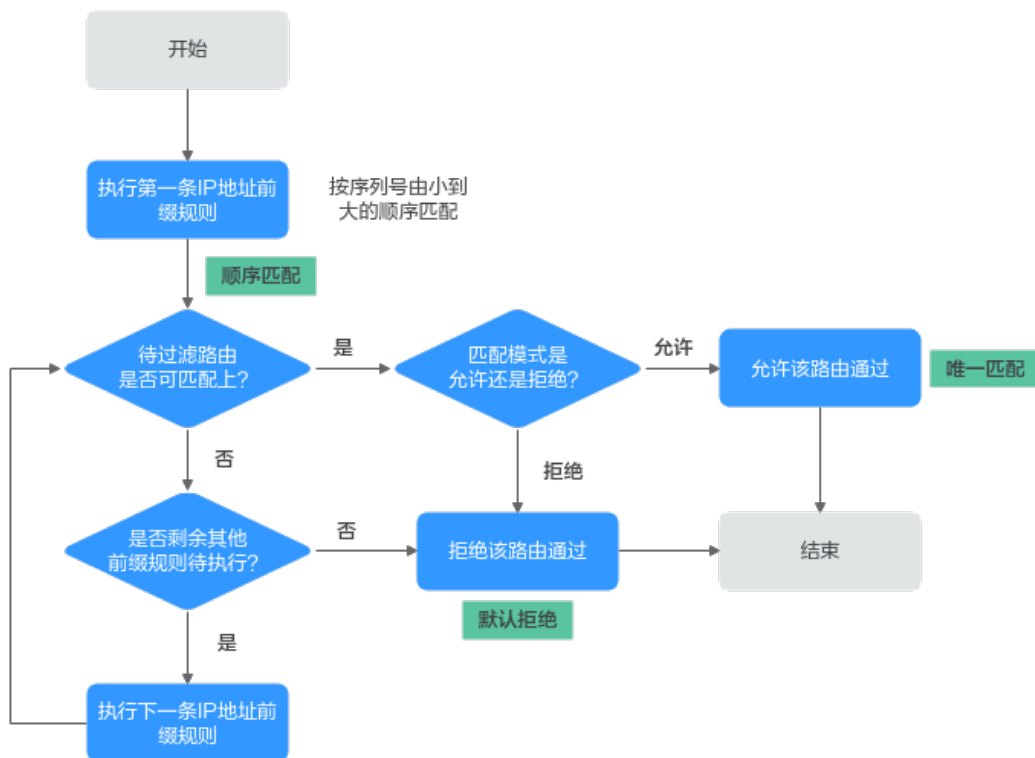 开始
执行第一条IP地址前
缀规则
按序列号由小到
大的顺序匹配
顺序匹配
待过滤路由
是否可匹配上?
是
匹配模式是
允许还是拒绝?
允许
允许该路由通过
唯一匹配
否
拒绝
是否剩余其他
前缀规则待执行?
否
拒绝该路由通过
结束
默认拒绝
是
执行下一条IP地址前
缀规则